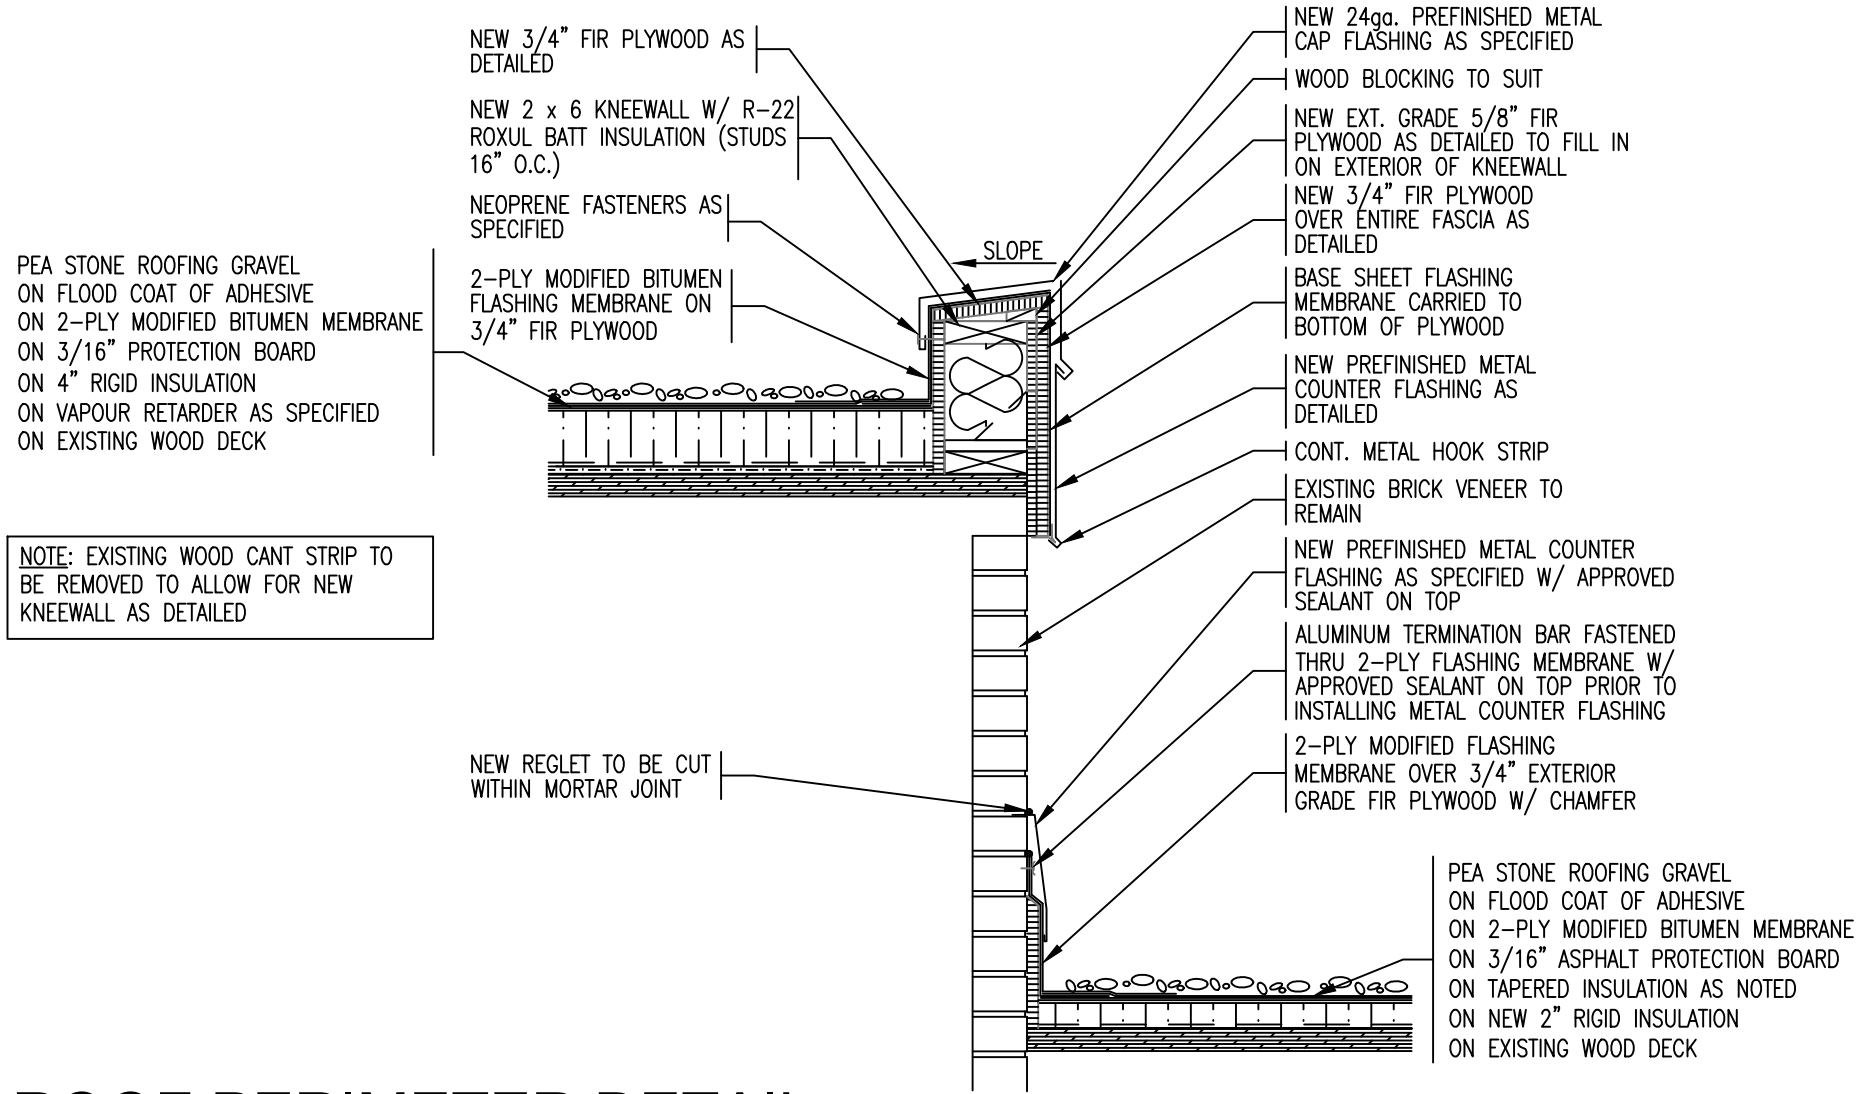 NEW 3/4" FIR PLYWOOD AS
DETAILED
NEW 2 x 6 KNEEWALL W/ R-22
ROXUL BATT INSULATION (STUDS
16" O.C.)
NEOPRENE FASTENERS AS
SPECIFIED
2-PLY MODIFIED BITUMEN
FLASHING MEMBRANE ON
3/4" FIR PLYWOOD
PEA STONE ROOFING GRAVEL
ON FLOOD COAT OF ADHESIVE
ON 2-PLY MODIFIED BITUMEN MEMBRANE
ON 3/16" PROTECTION BOARD
ON 4" RIGID INSULATION
ON VAPOUR RETARDER AS SPECIFIED
ON EXISTING WOOD DECK
NOTE: EXISTING WOOD CANT STRIP TO
BE REMOVED TO ALLOW FOR NEW
KNEEWALL AS DETAILED
SLOPE
NEW 24ga. PREFINISHED METAL
CAP FLASHING AS SPECIFIED
WOOD BLOCKING TO SUIT
NEW EXT. GRADE 5/8" FIR
PLYWOOD AS DETAILED TO FILL IN
ON EXTERIOR OF KNEEWALL
NEW 3/4" FIR PLYWOOD
OVER ENTIRE FASCIA AS
DETAILED
BASE SHEET FLASHING
MEMBRANE CARRIED TO
BOTTOM OF PLYWOOD
NEW PREFINISHED METAL
COUNTER FLASHING AS
DETAILED
CONT. METAL HOOK STRIP
EXISTING BRICK VENEER TO
REMAIN
NEW PREFINISHED METAL COUNTER
FLASHING AS SPECIFIED W/ APPROVED
SEALANT ON TOP
ALUMINUM TERMINATION BAR FASTENED
THRU 2-PLY FLASHING MEMBRANE W/
APPROVED SEALANT ON TOP PRIOR TO
INSTALLING METAL COUNTER FLASHING
2-PLY MODIFIED FLASHING
MEMBRANE OVER 3/4" EXTERIOR
GRADE FIR PLYWOOD W/ CHAMFER
NEW REGLET TO BE CUT
WITHIN MORTAR JOINT
PEA STONE ROOFING GRAVEL
ON FLOOD COAT OF ADHESIVE
ON 2-PLY MODIFIED BITUMEN MEMBRANE
ON 3/16" ASPHALT PROTECTION BOARD
ON TAPERED INSULATION AS NOTED
ON NEW 2" RIGID INSULATION
ON EXISTING WOOD DECK
ROOF PERIMETER DETAIL